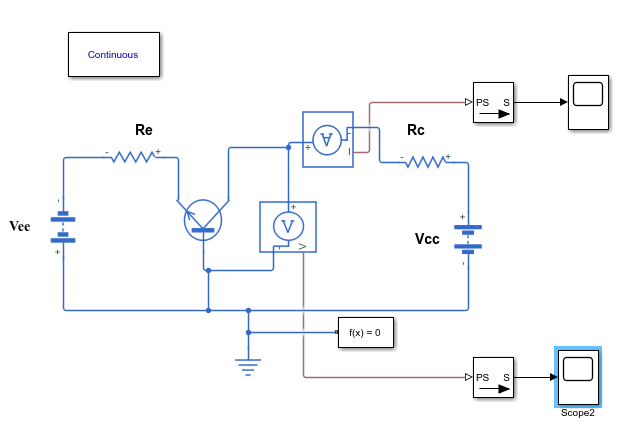 Continuous
Re
Rc
- +
+
-
A
+
-
I
- +
PS S
-
+
Vee
+
V
-
V
+
-
Vcc
f(x) = 0
PS S
Scope2